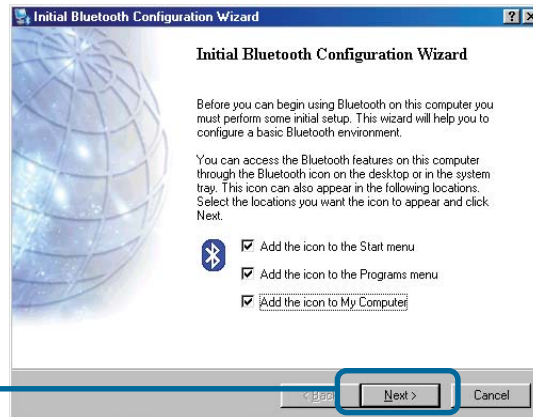 Initial Bluetooth Configuration Wizard
Initial Bluetooth Configuration Wizard
Before you can begin using Bluetooth on this computer you
must perform some initial setup. This wizard will help you to
configure a basic Bluetooth environment.
You can access the Bluetooth features on this computer
through the Bluetooth icon on the desktop or in the system
tray. This icon can also appear in the following locations.
Select the locations you want the icon to appear and click
Next.
Add the icon to the Start menu
Add the icon to the Programs menu
Add the icon to My Computer
< Back Next > Cancel